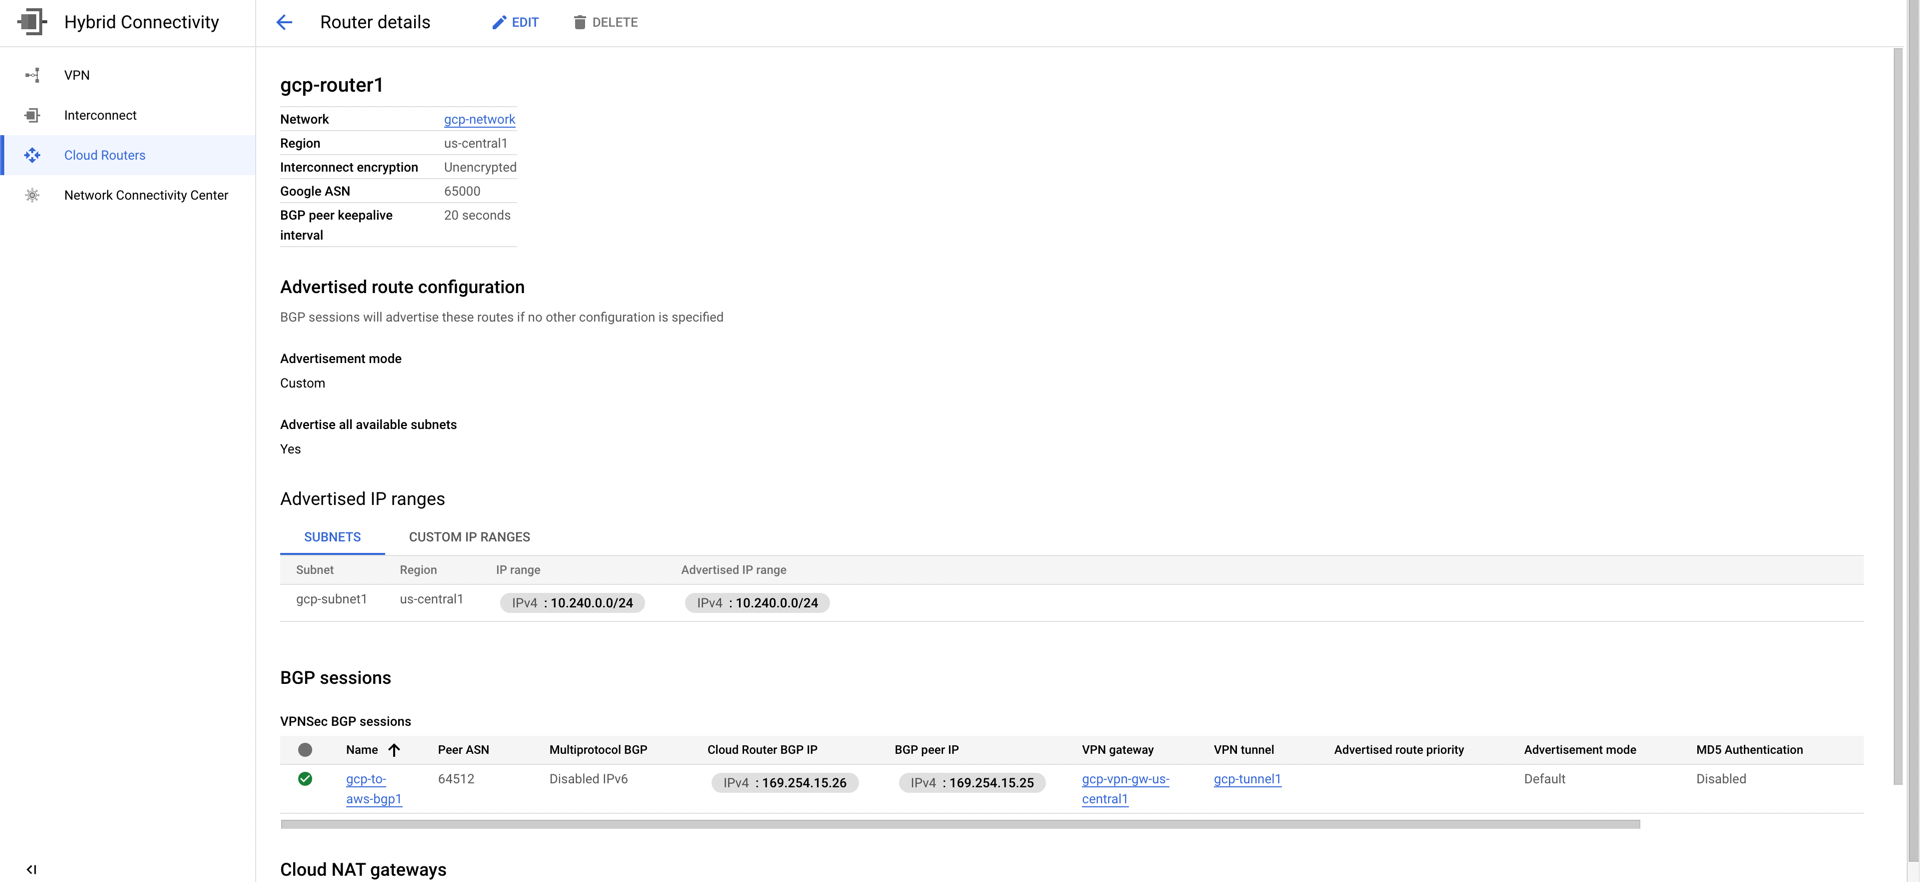 Hybrid Connectivity
Router details
EDIT
DELETE
VPN
Interconnect
Cloud Routers
Network Connectivity Center
gcp-router1
Network gcp-network
Region us-central1
Interconnect encryption Unencrypted
Google ASN 65000
BGP peer keepalive 20 seconds
interval
Advertised route configuration
BGP sessions will advertise these routes if no other configuration is specified
Advertisement mode
Custom
Advertise all available subnets
Yes
Advertised IP ranges
SUBNETS CUSTOM IP RANGES
Subnet Region IP range Advertised IP range
gcp-subnet1 us-central1 IPv4 : 10.240.0.0/24 IPv4 : 10.240.0.0/24
BGP sessions
VPNSec BGP sessions
Name Peer ASN Multiprotocol BGP Cloud Router BGP IP BGP peer IP VPN gateway VPN tunnel Advertised route priority Advertisement mode MD5 Authentication
gcp-to- 64512 Disabled IPv6 IPv4 : 169.254.15.26 IPv4 : 169.254.15.25 gcp-vpn-gw-us- gcp-tunnel1 Default Disabled
aws-bgp1 central1
Cloud NAT gateways